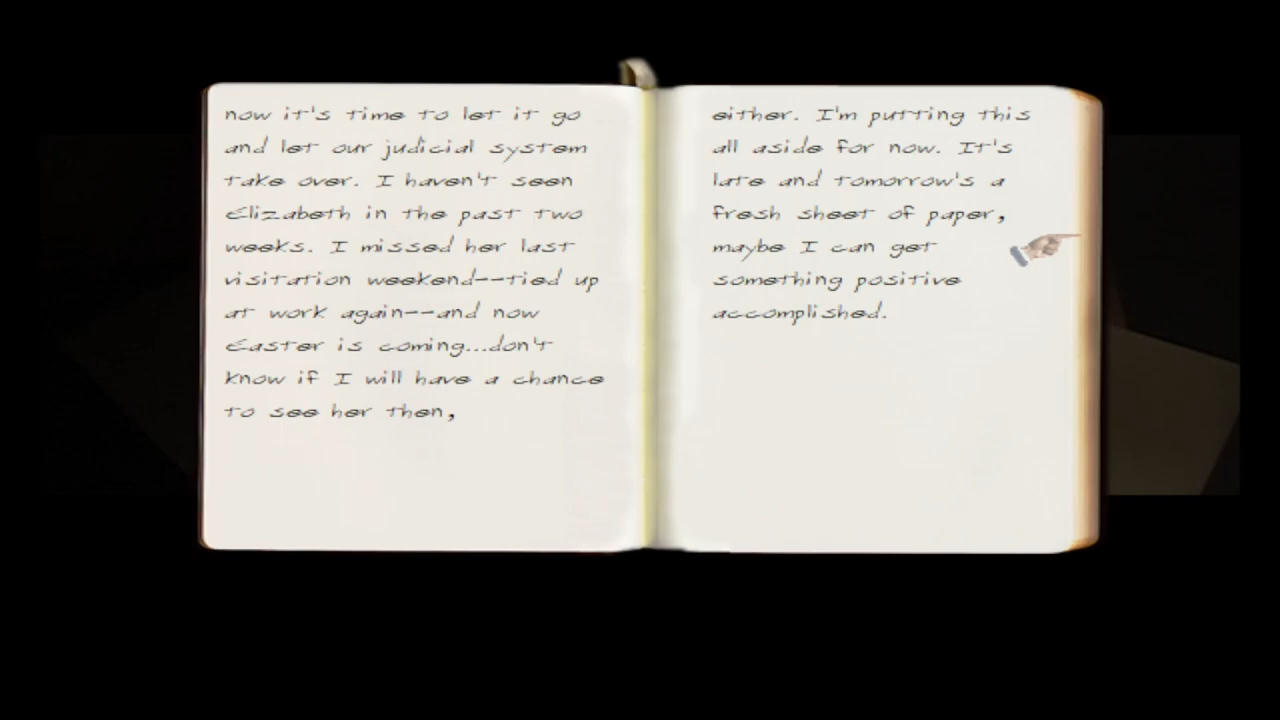 now it's time to let it go
and let our judicial system
take over. I haven't seen
Elizabeth in the past two
weeks. I missed her last
visitation weekend--tied up
at work again--and now
Easter is coming...don't
know if I will have a chance
to see her then,
either. I'm putting this
all aside for now. It's
late and tomorrow's a
fresh sheet of paper,
maybe I can get
something positive
accomplished.